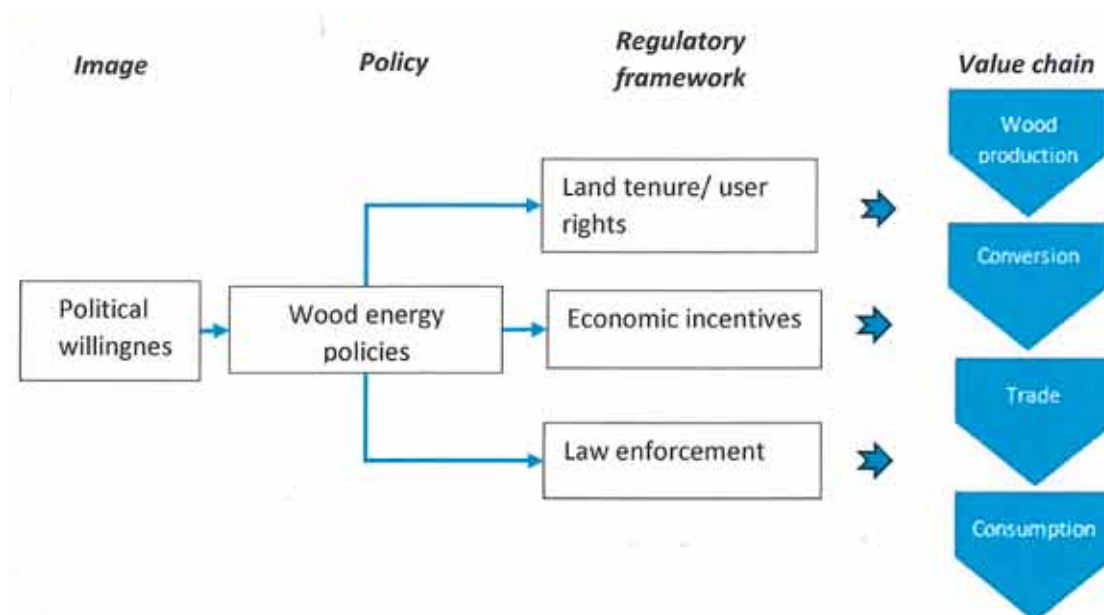 Image
Policy
Regulatory
framework
Value chain
Political
willingnes
Wood energy
policies
Land tenure/ user
rights
Economic incentives
Law enforcement
Wood
production
Conversion
Trade
Consumption